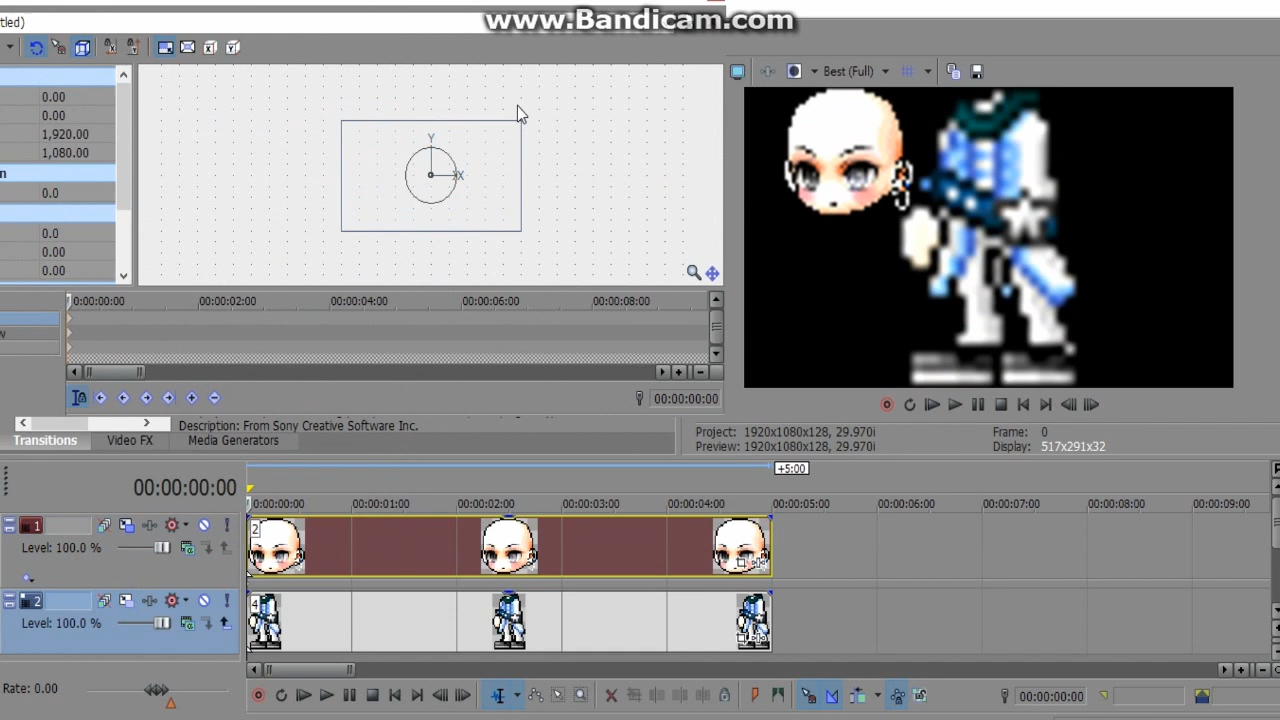 www.Bandicam.com
tled)
0.00
0.00
1,920.00
1,080.00
n
0.0
0.0
0.00
0.00
Y
X
Best (Full)
0:00:00:00
00:00:02:00
00:00:04:00
00:00:06:00
00:00:08:00
w
00:00:00:00
Description: From Sony Creative Software Inc.
Transitions
Video FX
Media Generators
Project: 1920x1080x128, 29.970i
Preview: 1920x1080x128, 29.970i
Frame: 0
Display: 517x291x32
+5:00
00:00:00:00
00:00:00:00
00:00:01:00
00:00:02:00
00:00:03:00
00:00:04:00
00:00:05:00
00:00:06:00
00:00:07:00
00:00:08:00
00:00:09:00
1
Level: 100.0 %
2
2
Level: 100.0 %
4
Rate: 0.00
00:00:00:00